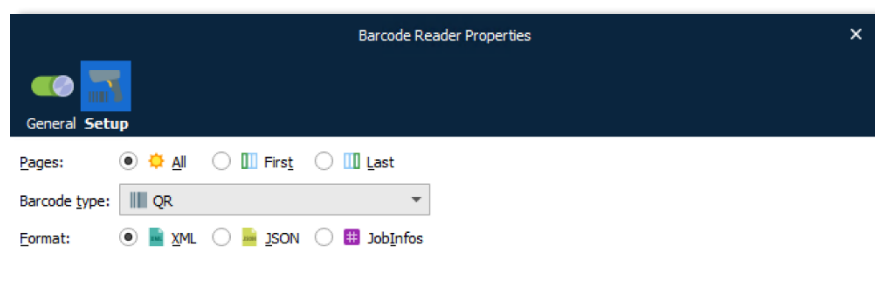 Barcode Reader Properties
General Setup
Pages: All First Last
Barcode type: QR
Format: XML JSON JobInfos